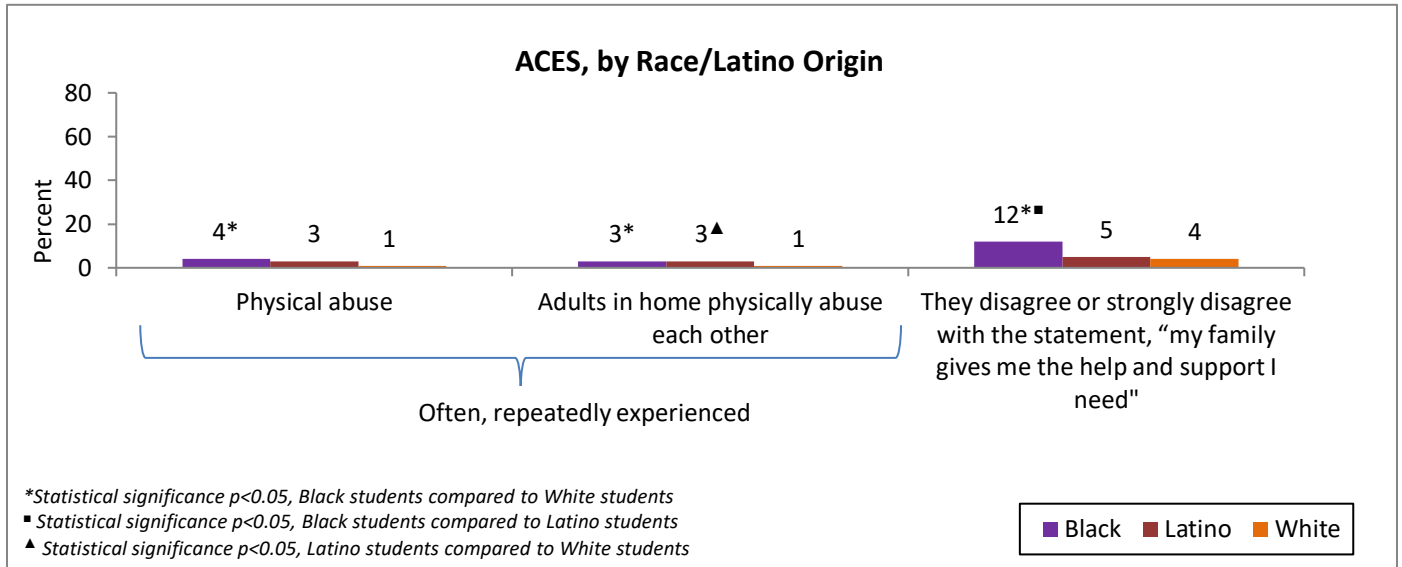 ACES, by Race/Latino Origin
Percent
80
60
40
20
0
4* 3 1 3* 3▲ 1 12*■ 5 4
Physical abuse
Adults in home physically abuse
each other
They disagree or strongly disagree
with the statement, “my family
gives me the help and support I
need"
Often, repeatedly experienced
*Statistical significance p<0.05, Black students compared to White students
■ Statistical significance p<0.05, Black students compared to Latino students
▲ Statistical significance p<0.05, Latino students compared to White students
Black Latino White